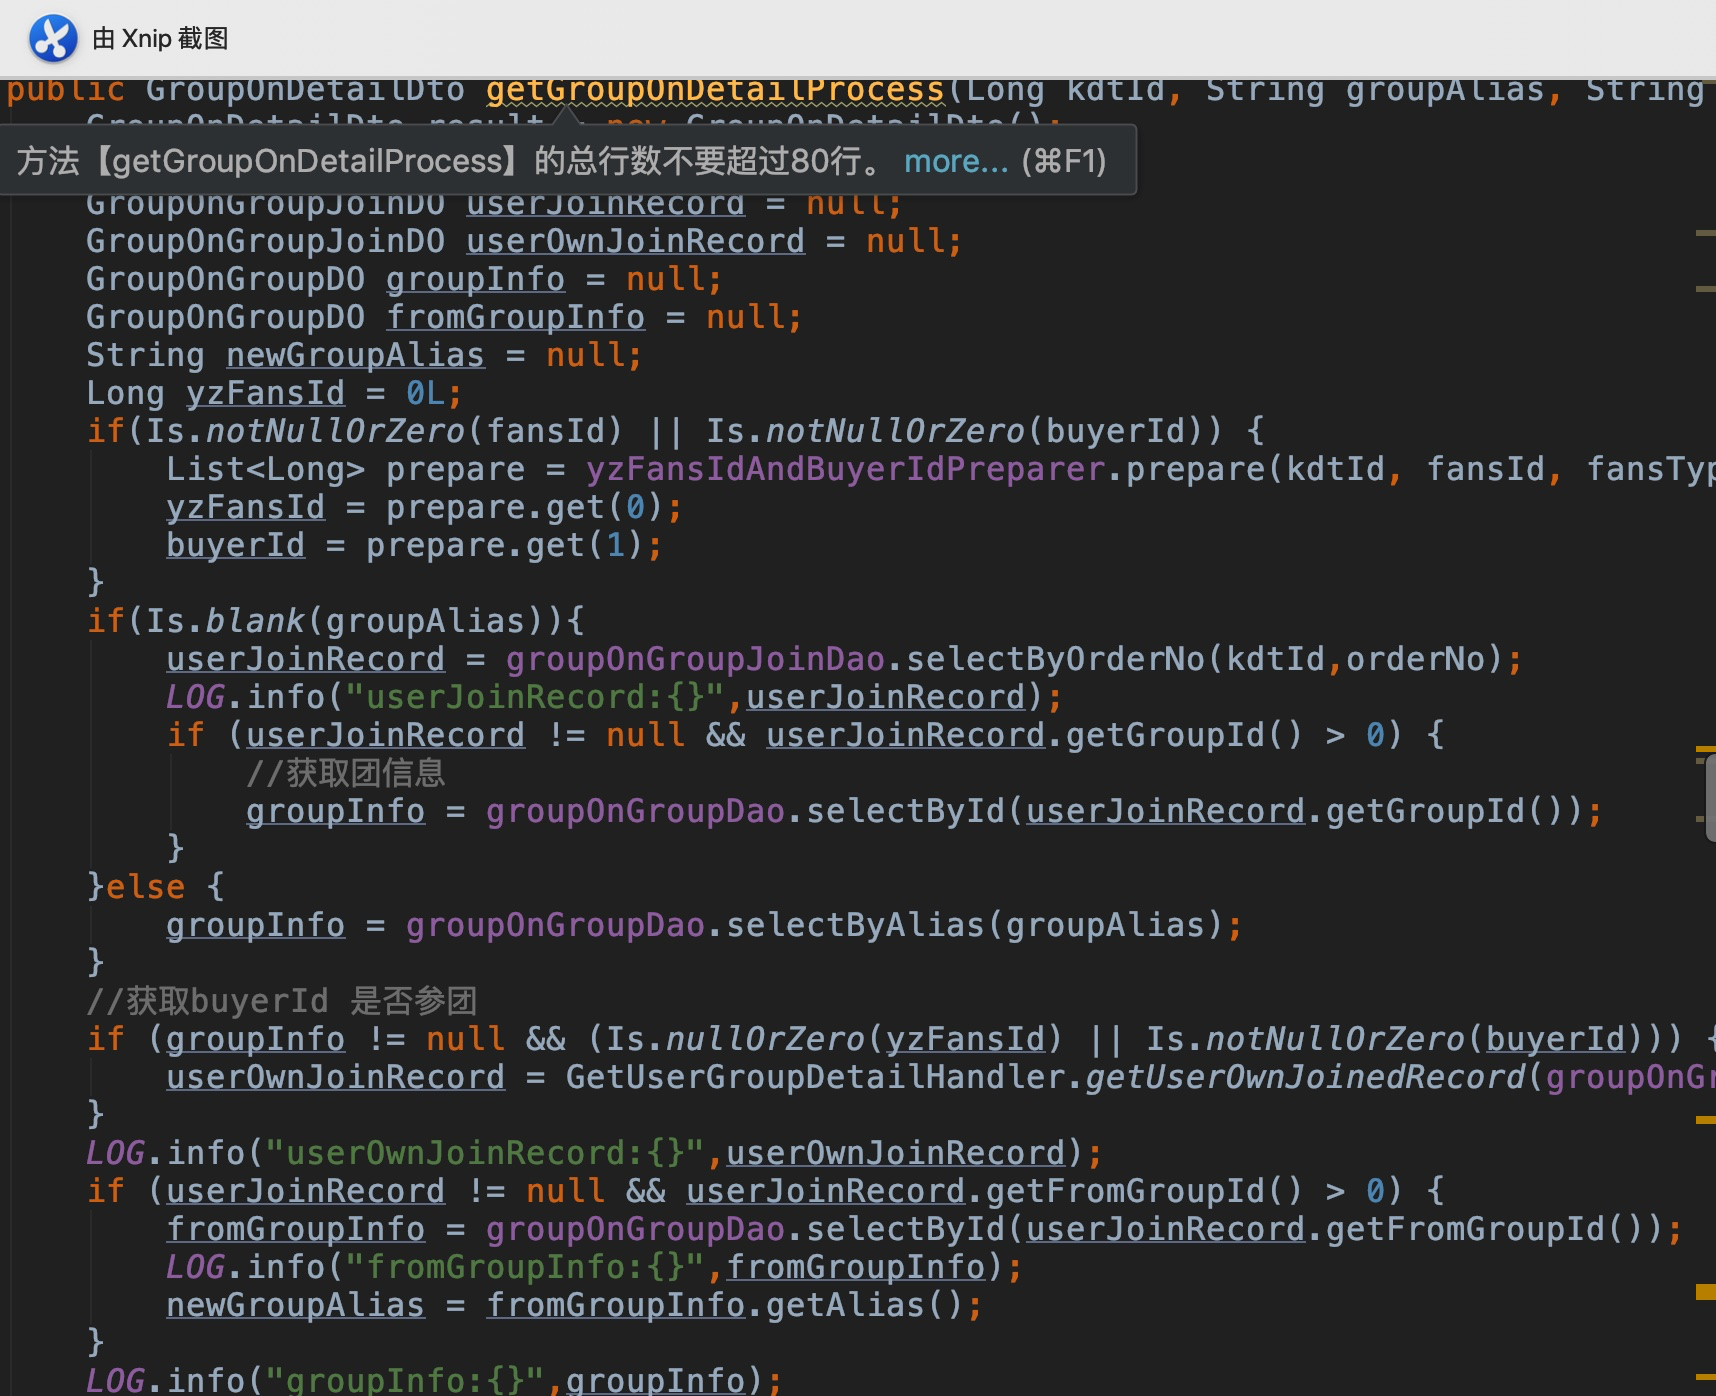 由 Xnip 截图
public GroupOnDetailDto getGroupOnDetailProcess(Long kdtId, String groupAlias, String
GroupOnDetailDto result = new GroupOnDetailDto();
方法【getGroupOnDetailProcess】的总行数不要超过80行。 more... (⌘F1)
GroupOnGroupJoinDO userJoinRecord = null;
GroupOnGroupJoinDO userOwnJoinRecord = null;
GroupOnGroupDO groupInfo = null;
GroupOnGroupDO fromGroupInfo = null;
String newGroupAlias = null;
Long yzFansId = 0L;
if(Is.notNullOrZero(fansId) || Is.notNullOrZero(buyerId)) {
List<Long> prepare = yzFansIdAndBuyerIdPreparer.prepare(kdtId, fansId, fansTyp
yzFansId = prepare.get(0);
buyerId = prepare.get(1);
}
if(Is.blank(groupAlias)){
userJoinRecord = groupOnGroupJoinDao.selectByOrderNo(kdtId,orderNo);
LOG.info("userJoinRecord:{}",userJoinRecord);
if (userJoinRecord != null && userJoinRecord.getGroupId() > 0) {
//获取团信息
groupInfo = groupOnGroupDao.selectById(userJoinRecord.getGroupId());
}
}else {
groupInfo = groupOnGroupDao.selectByAlias(groupAlias);
}
//获取buyerId 是否参团
if (groupInfo != null && (Is.nullOrZero(yzFansId) || Is.notNullOrZero(buyerId))) {
userOwnJoinRecord = GetUserGroupDetailHandler.getUserOwnJoinedRecord(groupOnGr
}
LOG.info("userOwnJoinRecord:{}",userOwnJoinRecord);
if (userJoinRecord != null && userJoinRecord.getFromGroupId() > 0) {
fromGroupInfo = groupOnGroupDao.selectById(userJoinRecord.getFromGroupId());
LOG.info("fromGroupInfo:{}",fromGroupInfo);
newGroupAlias = fromGroupInfo.getAlias();
}
LOG.info("groupInfo:{}",groupInfo);